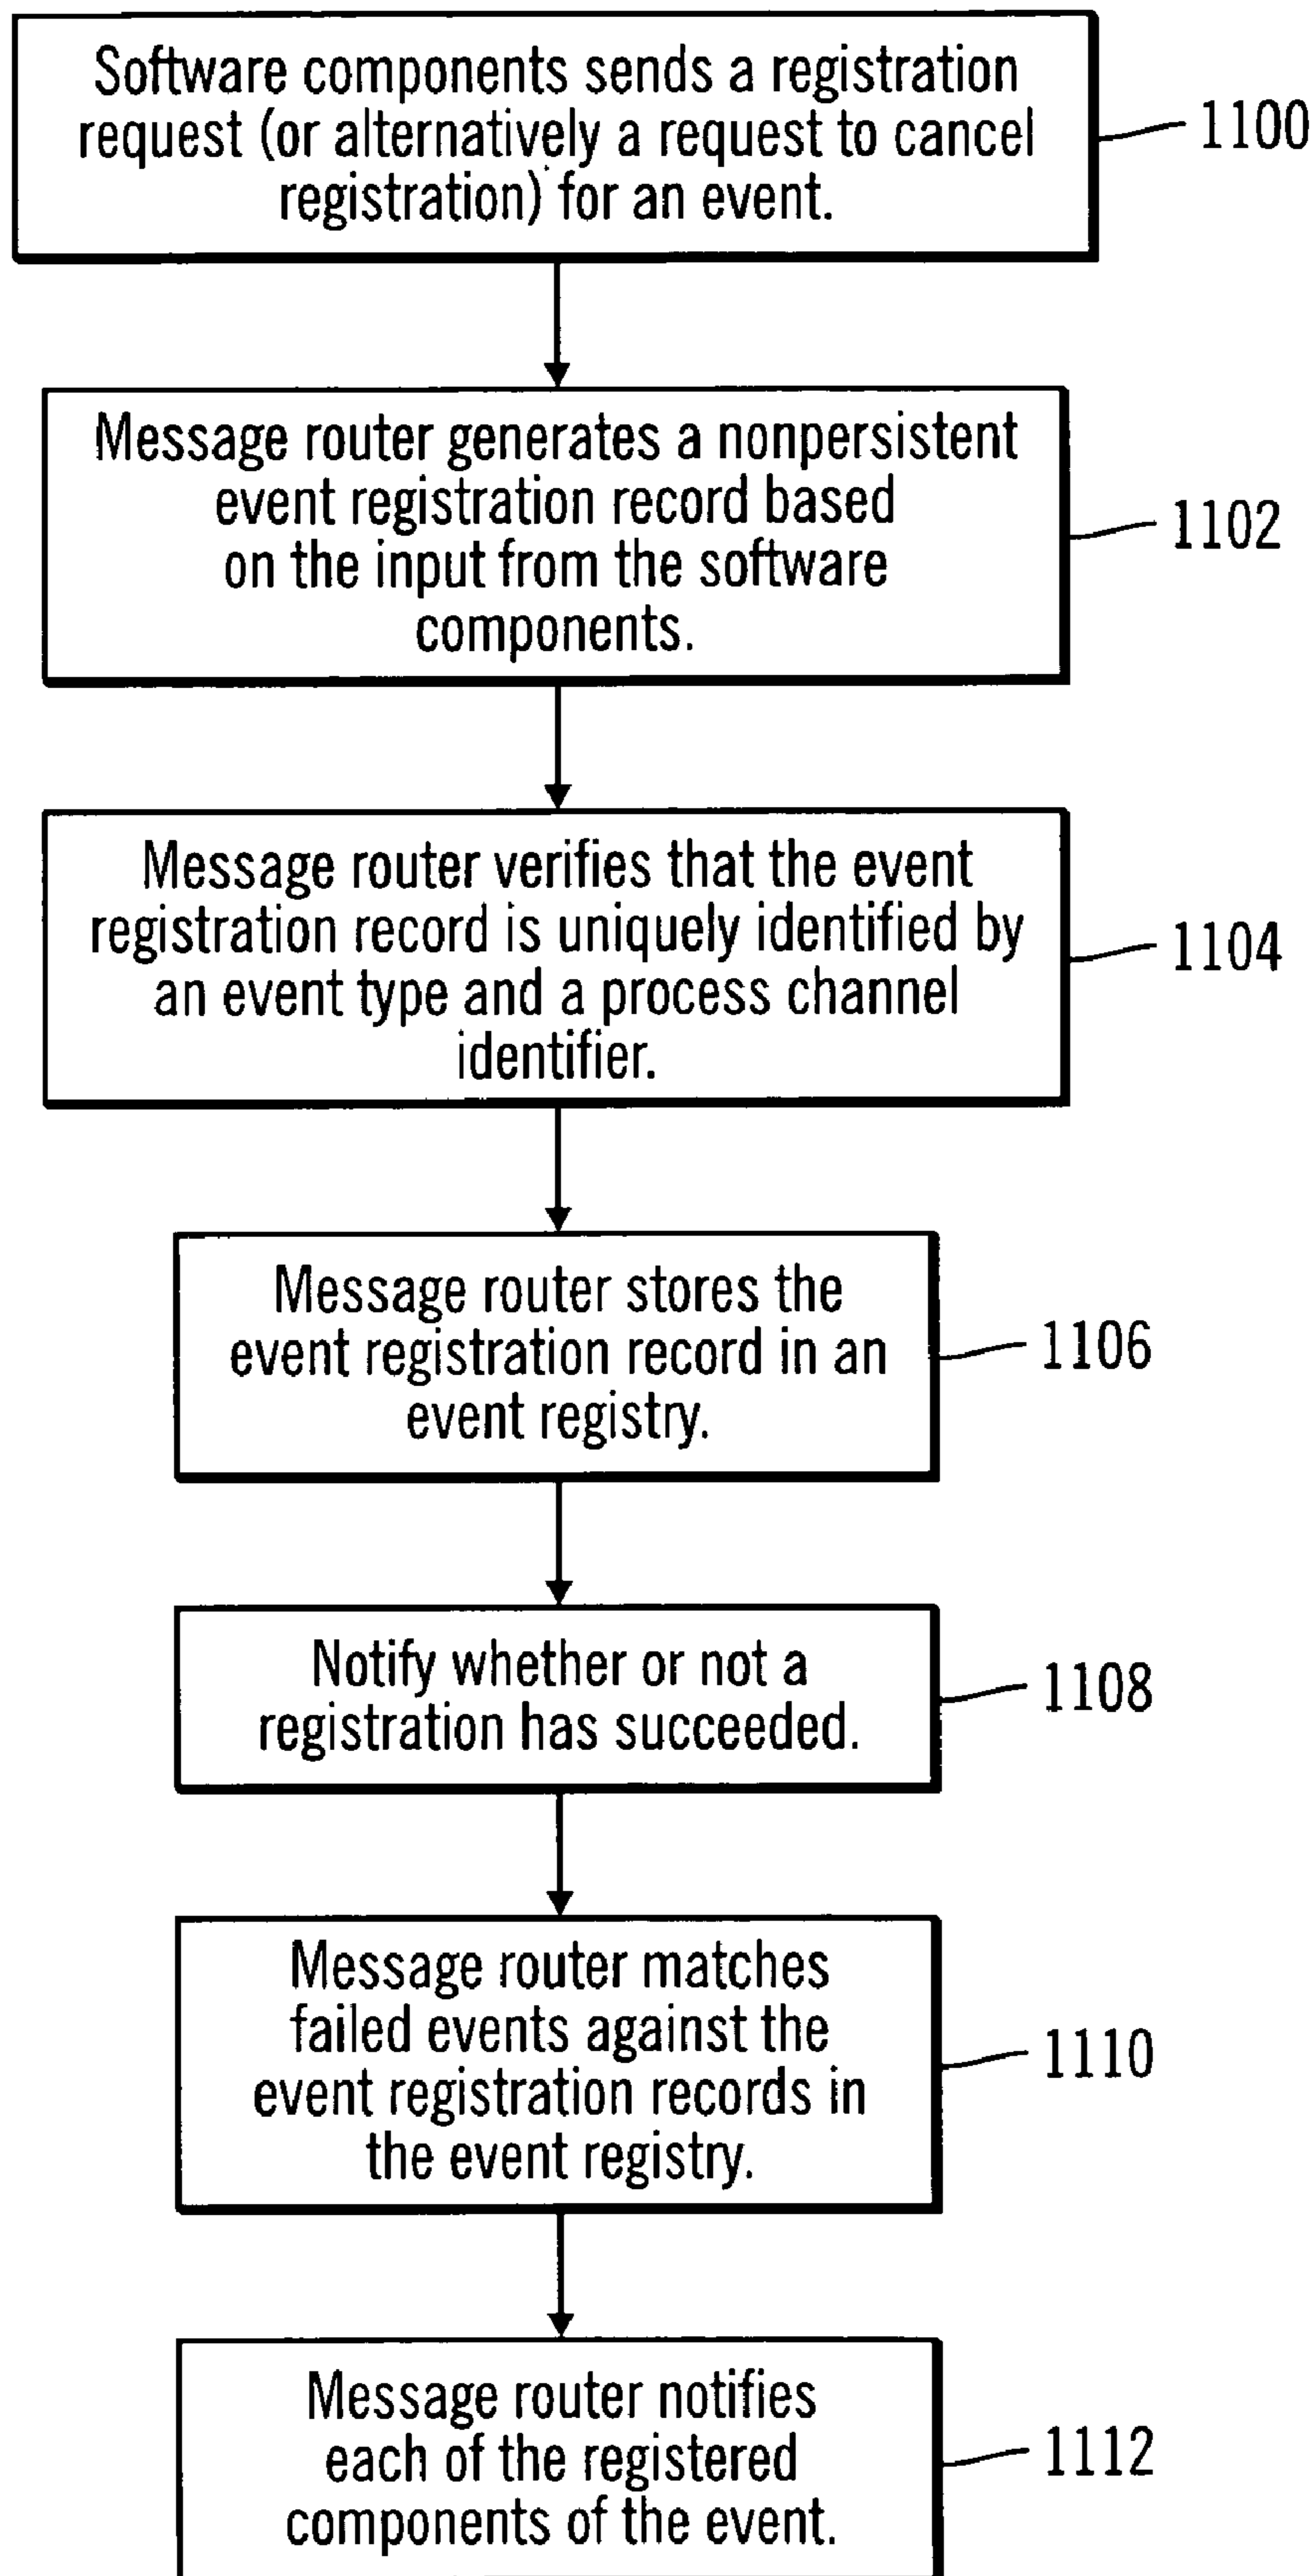 Software components sends a registration
request (or alternatively a request to cancel
registration) for an event.
1100
Message router generates a nonpersistent
event registration record based
on the input from the software
components.
1102
Message router verifies that the event
registration record is uniquely identified by
an event type and a process channel
identifier.
1104
Message router stores the
event registration record in an
event registry.
1106
Notify whether or not a
registration has succeeded.
1108
Message router matches
failed events against the
event registration records in
the event registry.
1110
Message router notifies
each of the registered
components of the event.
1112